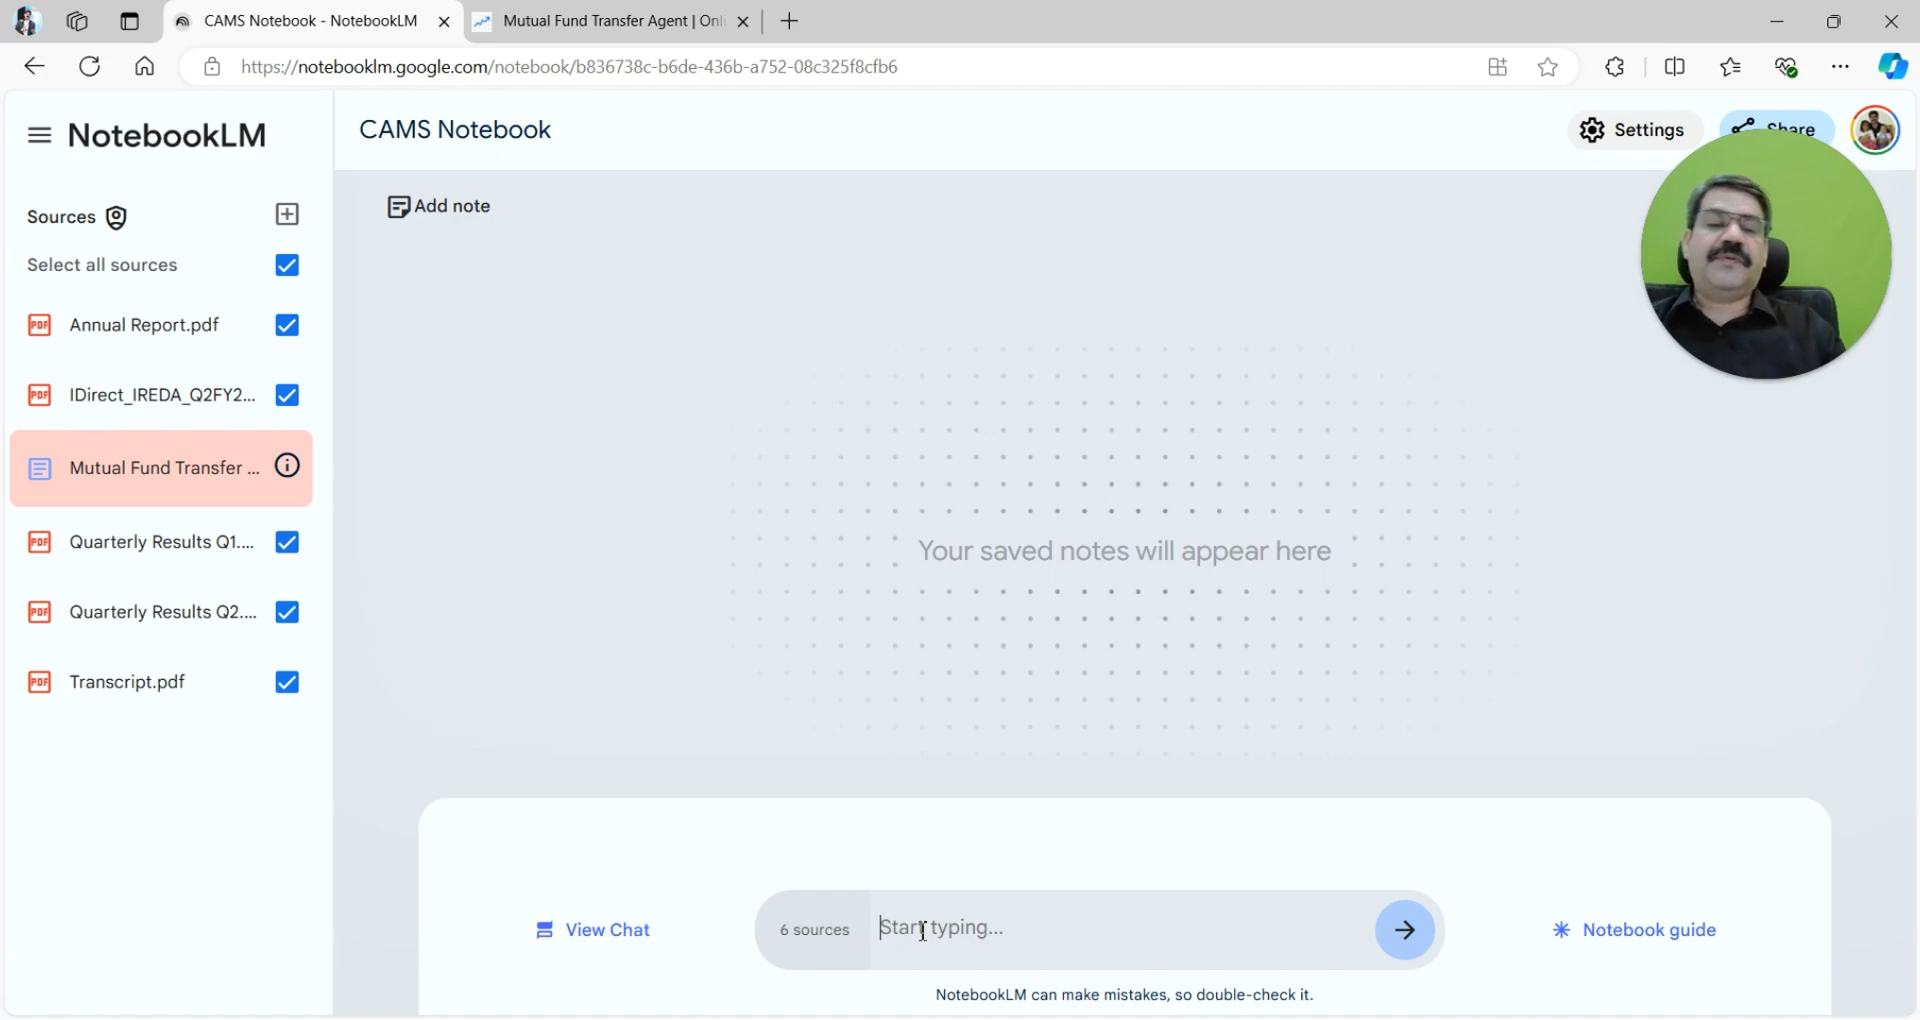 CAMS Notebook - NotebookLM
Mutual Fund Transfer Agent | Onli
https://notebooklm.google.com/notebook/b836738c-b6de-436b-a752-08c325f8cfb6
NotebookLM
CAMS Notebook
Settings
Share
Sources
Add note
Select all sources
Annual Report.pdf
IDirect_IREDA_Q2FY2...
Mutual Fund Transfer ...
Quarterly Results Q1....
Your saved notes will appear here
Quarterly Results Q2....
Transcript.pdf
View Chat
6 sources
Start typing...
Notebook guide
NotebookLM can make mistakes, so double-check it.